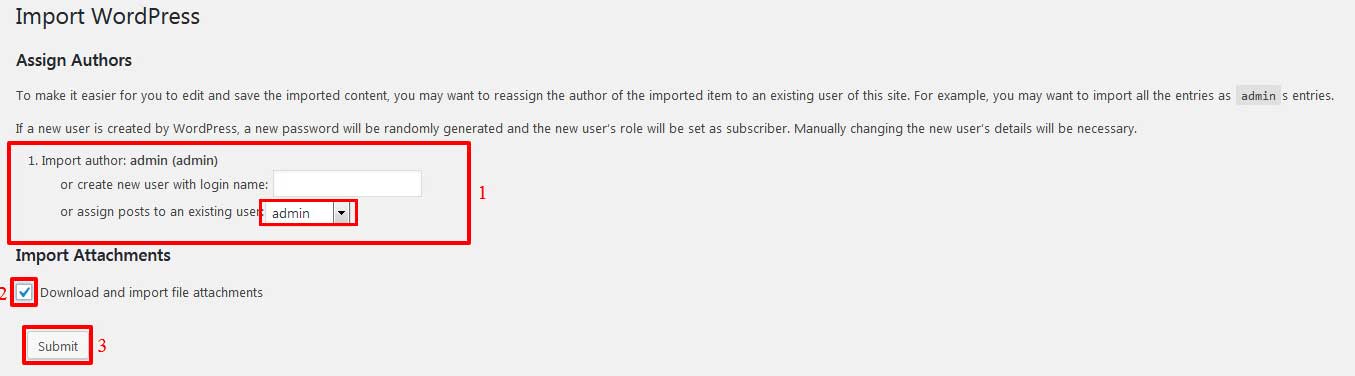 Import WordPress
Assign Authors
To make it easier for you to edit and save the imported content, you may want to reassign the author of the imported item to an existing user of this site. For example, you may want to import all the entries as admin s entries.
If a new user is created by WordPress, a new password will be randomly generated and the new user's role will be set as subscriber. Manually changing the new user's details will be necessary.
1. Import author: admin (admin)
or create new user with login name:
1
or assign posts to an existing user: admin
Import Attachments
2 Download and import file attachments
Submit 3